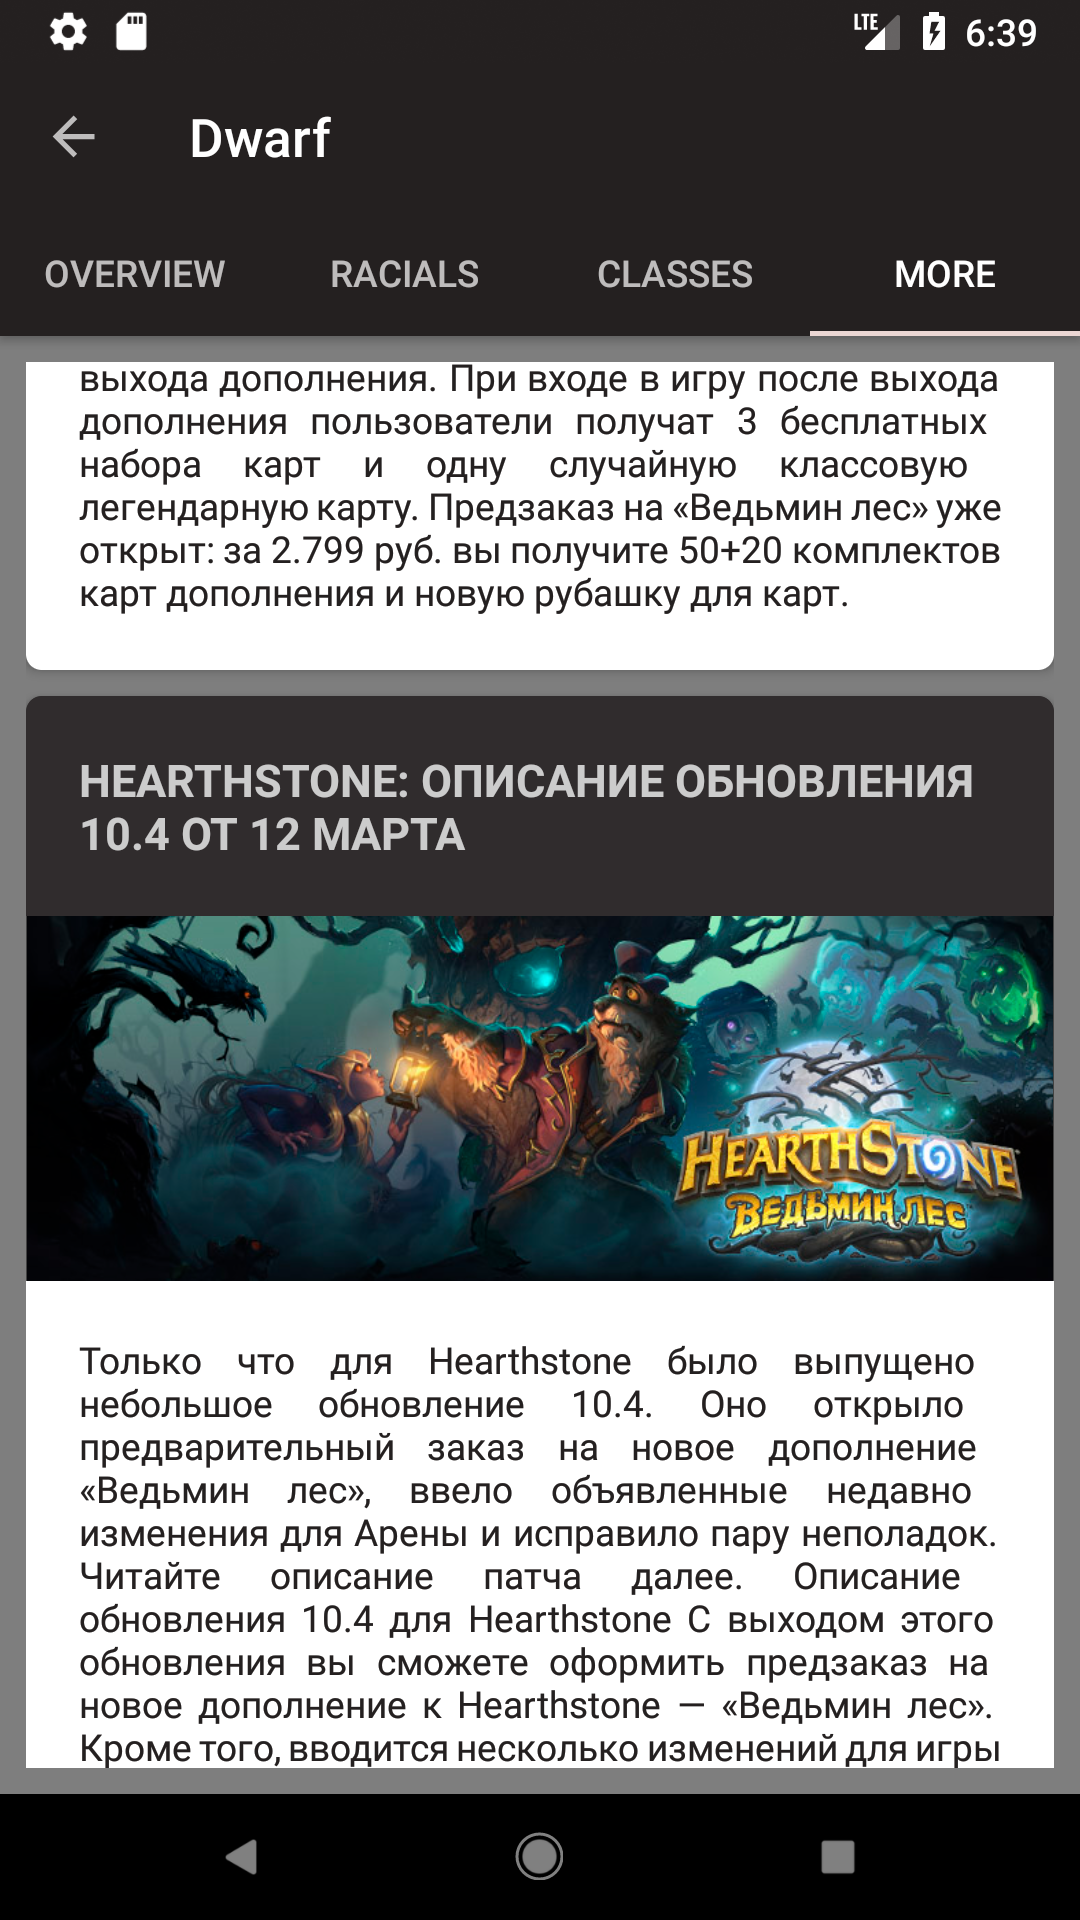 LTE 6:39
Dwarf
OVERVIEW RACIALS CLASSES MORE
выхода дополнения. При входе в игру после выхода
дополнения пользователи получат 3 бесплатных
набора карт и одну случайную классовую
легендарную карту. Предзаказ на «Ведьмин лес» уже
открыт: за 2.799 руб. вы получите 50+20 комплектов
карт дополнения и новую рубашку для карт.
HEARTHSTONE: ОПИСАНИЕ ОБНОВЛЕНИЯ
10.4 ОТ 12 МАРТА
HEARTHSTONE
ВЕДЬМИН ЛЕС
Только что для Hearthstone было выпущено
небольшое обновление 10.4. Оно открыло
предварительный заказ на новое дополнение
«Ведьмин лес», ввело объявленные недавно
изменения для Арены и исправило пару неполадок.
Читайте описание патча далее. Описание
обновления 10.4 для Hearthstone С выходом этого
обновления вы сможете оформить предзаказ на
новое дополнение к Hearthstone — «Ведьмин лес».
Кроме того, вводится несколько изменений для игры